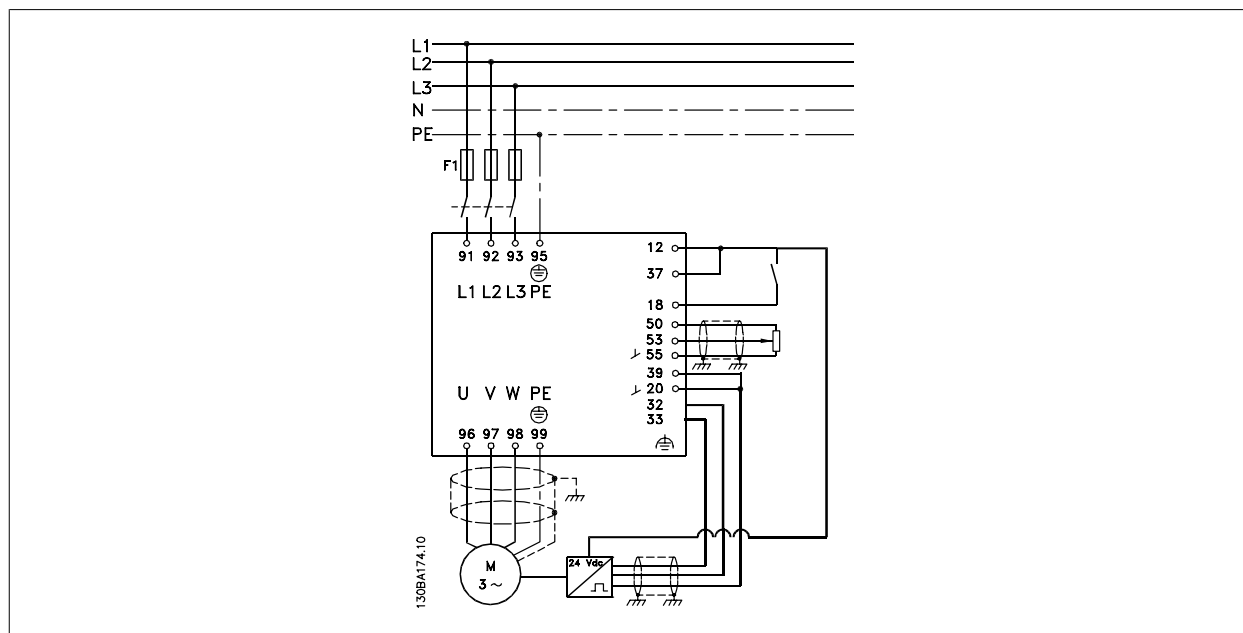 L1
L2
L3
N
PE
F1
91 92 93 95
L1 L2 L3 PE
12
37
18
50
53
55
39
20
32
33
U V W PE
96 97 98 99
M
3 ~
24 Vdc
130BA174.10